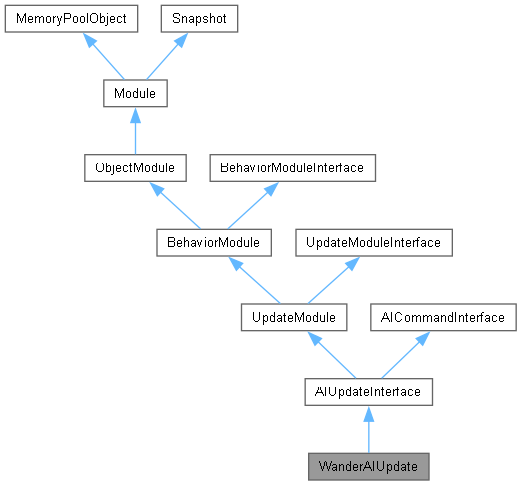 MemoryPoolObject
Snapshot
Module
ObjectModule
BehaviorModuleInterface
BehaviorModule
UpdateModuleInterface
UpdateModule
AICommandInterface
AIUpdateInterface
WanderAIUpdate